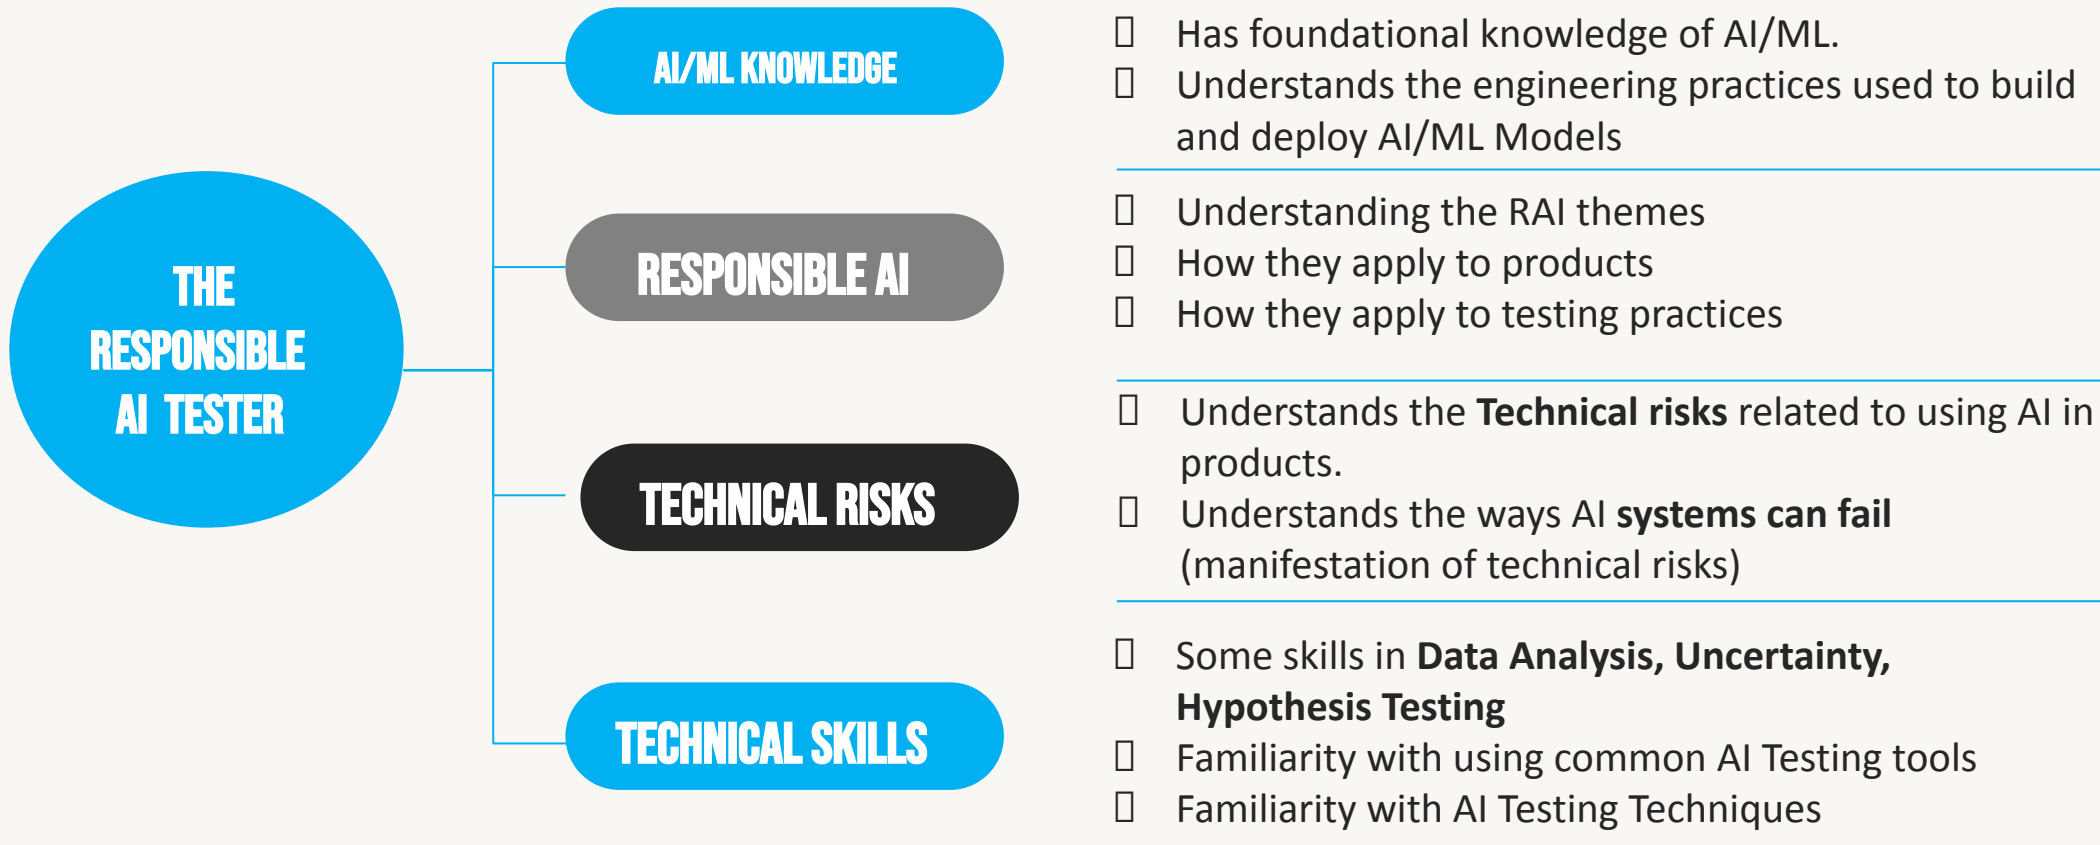 THE
RESPONSIBLE
AI TESTER
AI/ML KNOWLEDGE
Has foundational knowledge of AI/ML.
Understands the engineering practices used to build
and deploy AI/ML Models
RESPONSIBLE AI
Understanding the RAI themes
How they apply to products
How they apply to testing practices
TECHNICAL RISKS
Understands the Technical risks related to using AI in
products.
Understands the ways AI systems can fail
(manifestation of technical risks)
TECHNICAL SKILLS
Some skills in Data Analysis, Uncertainty,
Hypothesis Testing
Familiarity with using common AI Testing tools
Familiarity with AI Testing Techniques